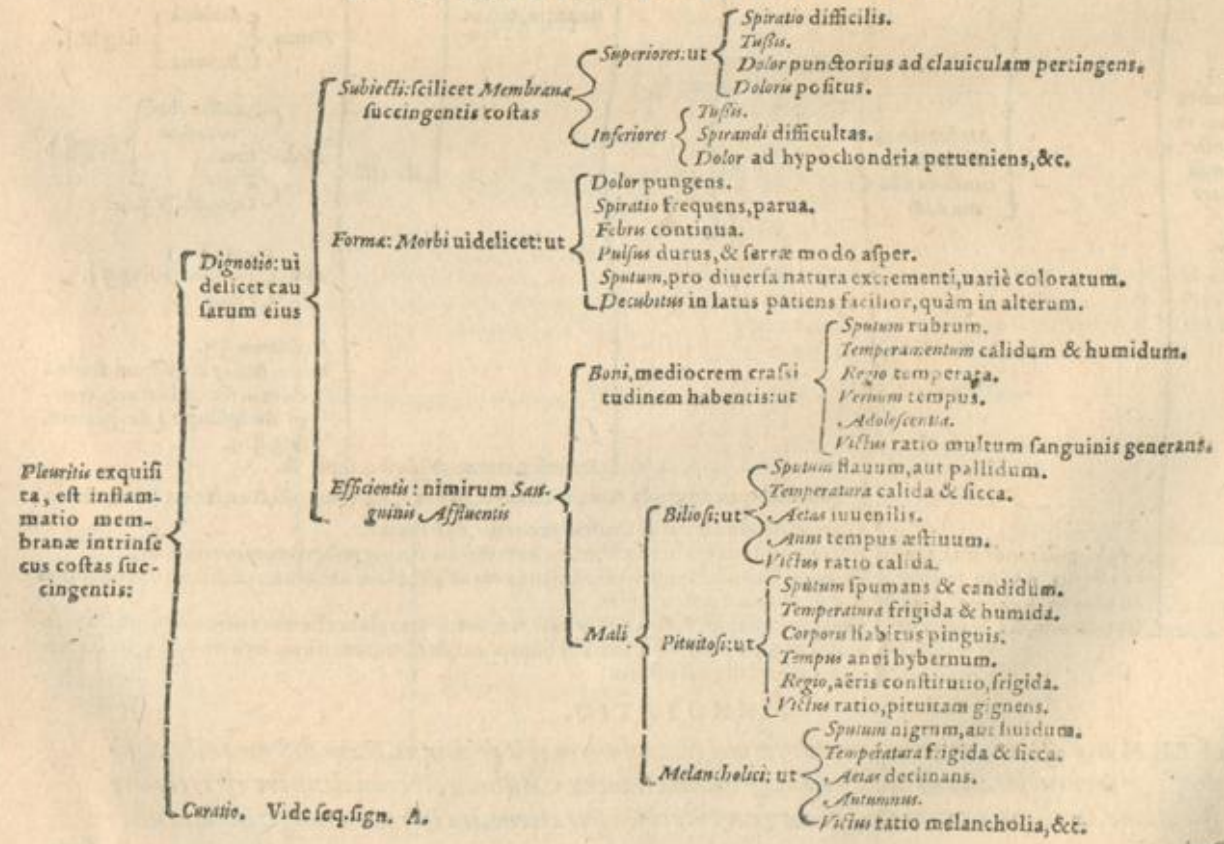 Pleuritis exquisi
ta, est inflam-
matio mem-
branæ intrinse
cus costas suc-
cingentis:
Dignotio: ui
delicet cau
sarum eius
Subiecti: scilicet Membranæ
succingentis costas
Superiores: ut
Spiratio difficilis.
Tußis.
Dolor punctorius ad clauiculam pertingens.
Doloris positus.
Inferiores
Tußis.
Spirandi difficultas.
Dolor ad hypochondria perueniens, &c.
Formæ: Morbi uidelicet: ut
Dolor pungens.
Spiratio frequens, parua.
Febris continua.
Pulsus durus, & serræ modo asper.
Sputum, pro diuersa natura excrementi, uariè coloratum.
Decubitus in latus patiens facilior, quàm in alterum.
Efficientis: nimirum San-
guinis Affluentis
Boni, mediocrem crassi
tudinem habentis: ut
Sputum rubrum.
Temperamentum calidum & humidum.
Regio temperata.
Vernum tempus.
Adolescentia.
Victus ratio multum sanguinis generans.
Mali
Biliosi: ut
Sputum flauum, aut pallidum.
Temperatura calida & sicca.
Aetas iuuenilis.
Anni tempus æstiuum.
Victus ratio calida.
Pituitosi: ut
Sputum spumans & candidum.
Temperatura frigida & humida.
Corporis habitus pinguis.
Tempus anni hybernum.
Regio, aëris constitutio, frigida.
Victus ratio, pituitam gignens.
Melancholici: ut
Sputum nigrum, aut liuidum.
Temperatura frigida & sicca.
Aetas declinans.
Autumnus.
Victus ratio melancholia, &c.
Curatio. Vide seq. sign. A.